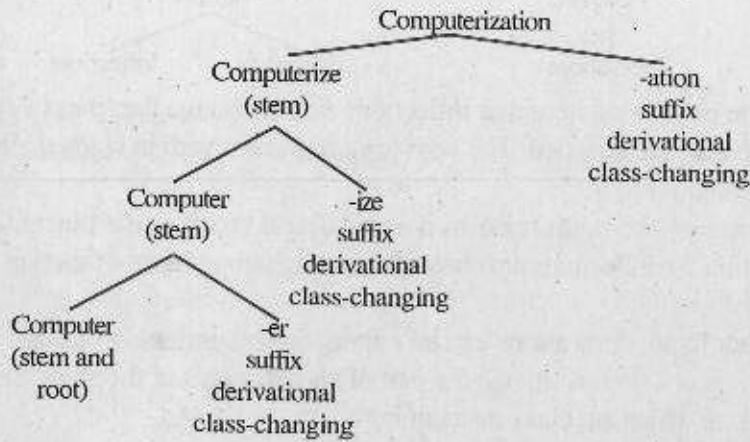 Computerization
Computerize
(stem)
-ation
suffix
derivational
class-changing
Computer
(stem)
-ize
suffix
derivational
class-changing
Computer
(stem and
root)
-er
suffix
derivational
class-changing